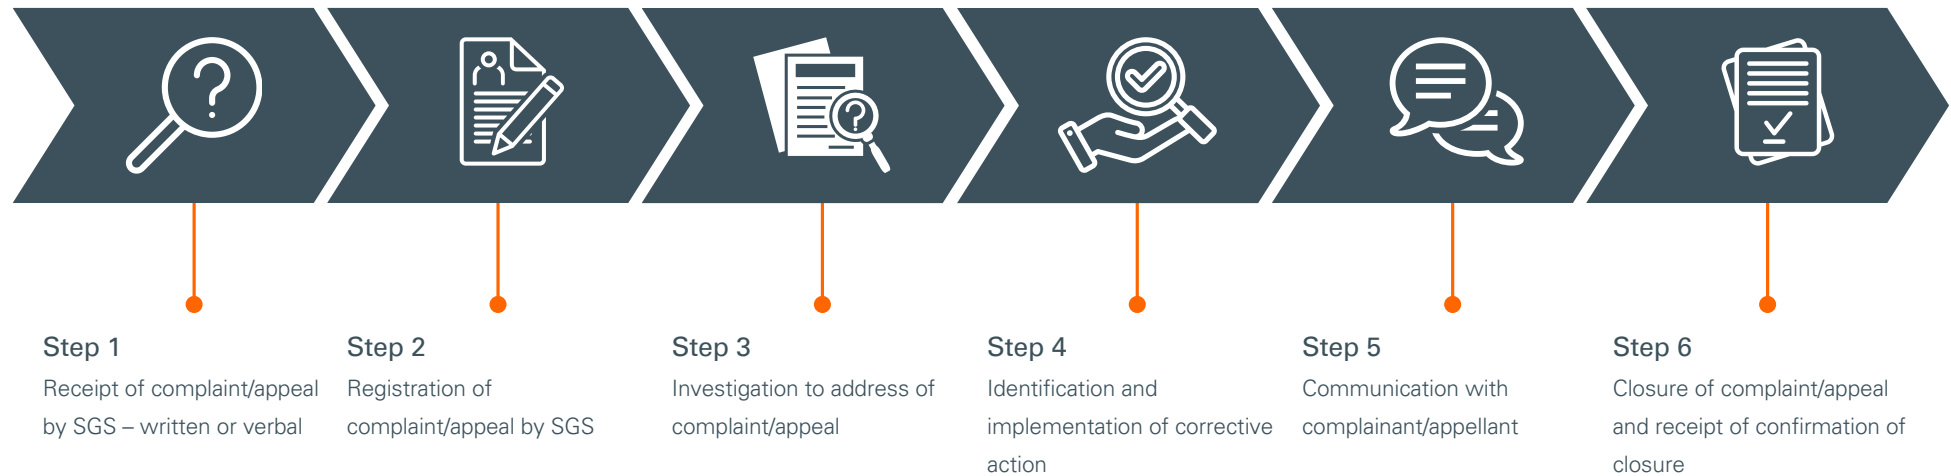 Step 1
Receipt of complaint/appeal
by SGS – written or verbal
Step 2
Registration of
complaint/appeal by SGS
Step 3
Investigation to address of
complaint/appeal
Step 4
Identification and
implementation of corrective
action
Step 5
Communication with
complainant/appellant
Step 6
Closure of complaint/appeal
and receipt of confirmation of
closure